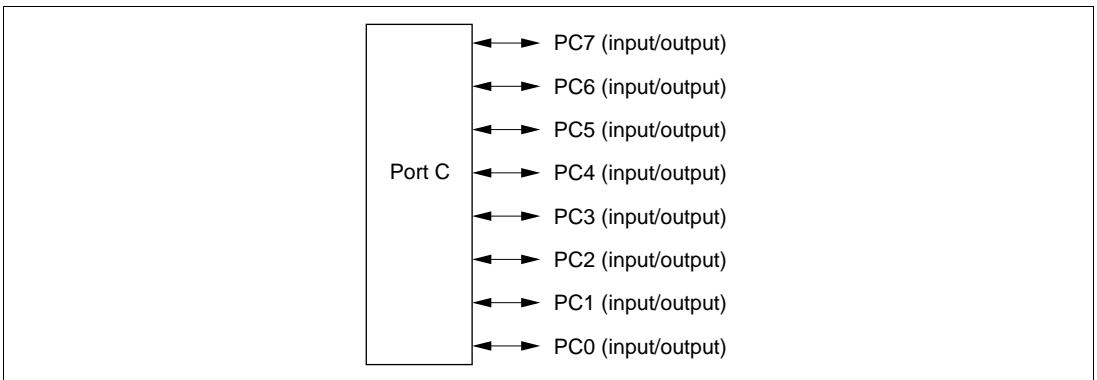 PC7 (input/output)
PC6 (input/output)
PC5 (input/output)
Port C
PC4 (input/output)
PC3 (input/output)
PC2 (input/output)
PC1 (input/output)
PC0 (input/output)